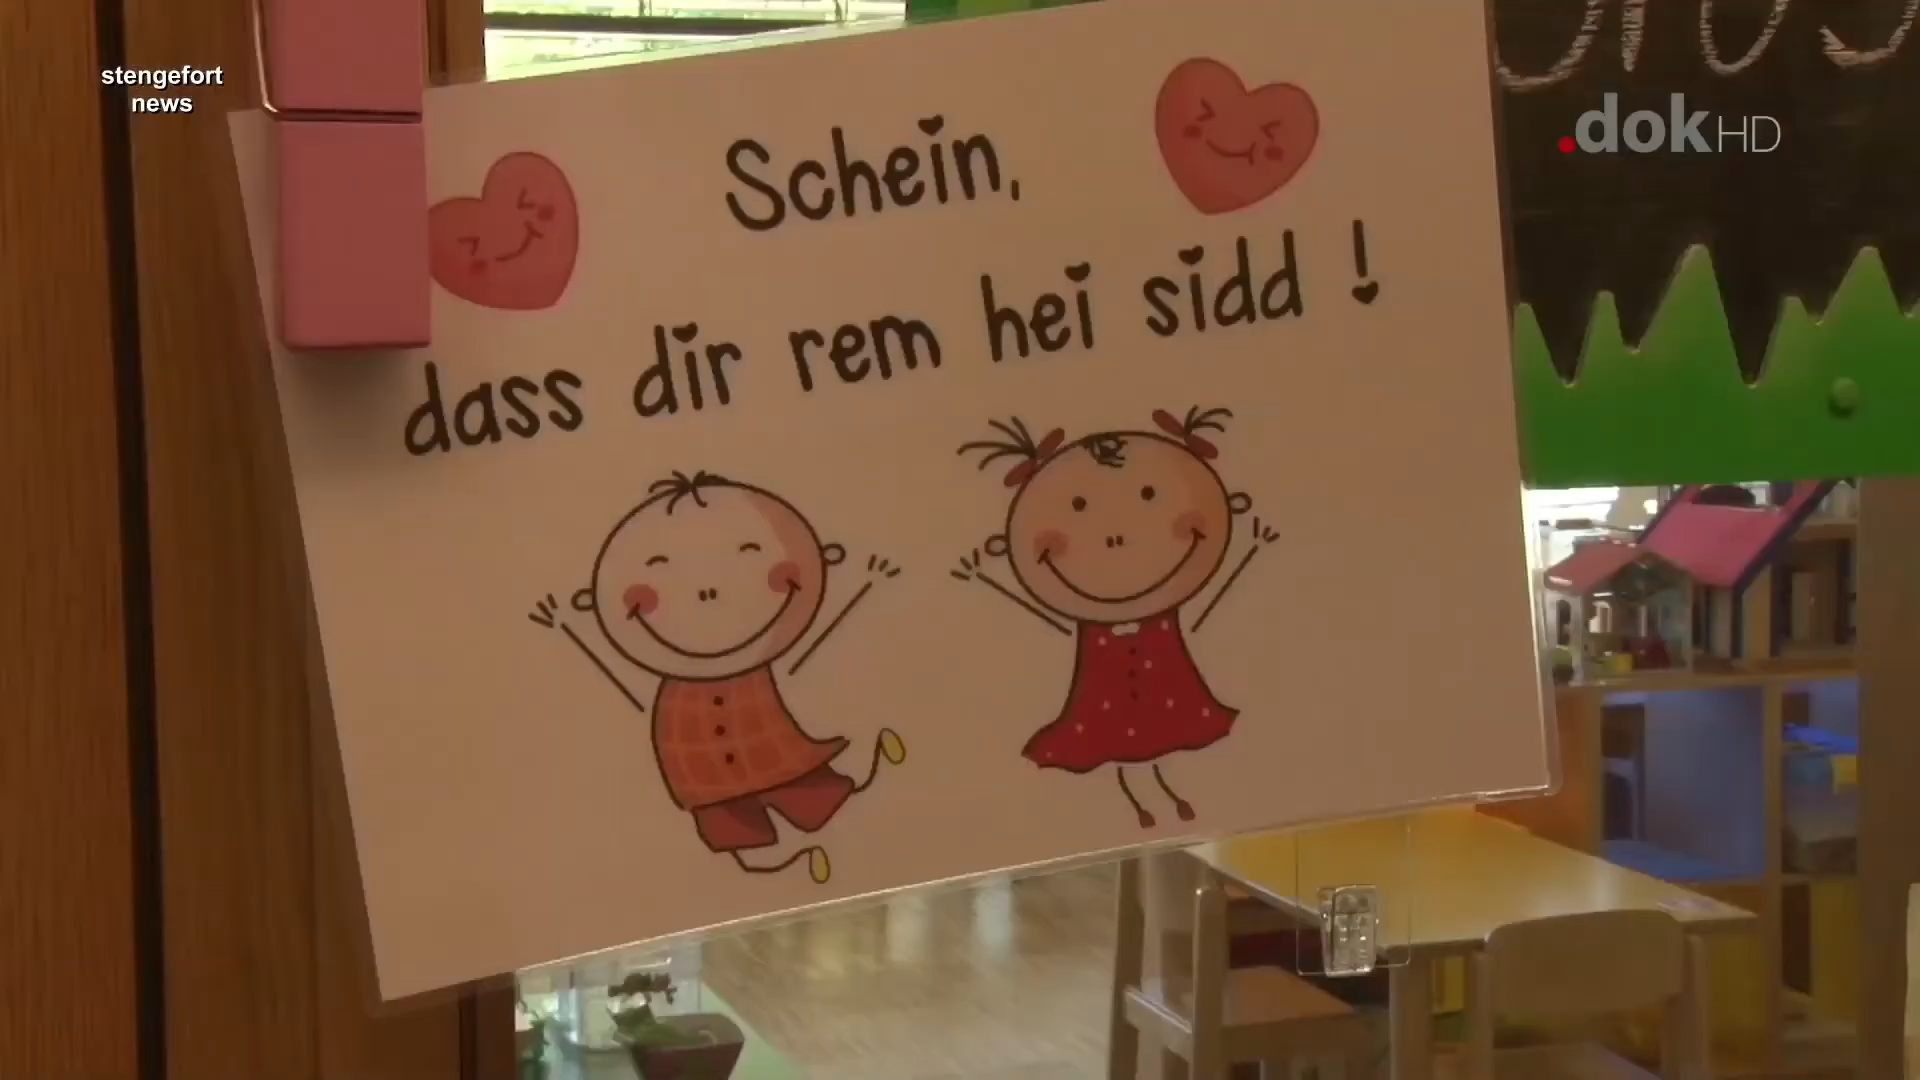 stengefort
news
.dokHD
Schein,
dass dir rem hei sidd !